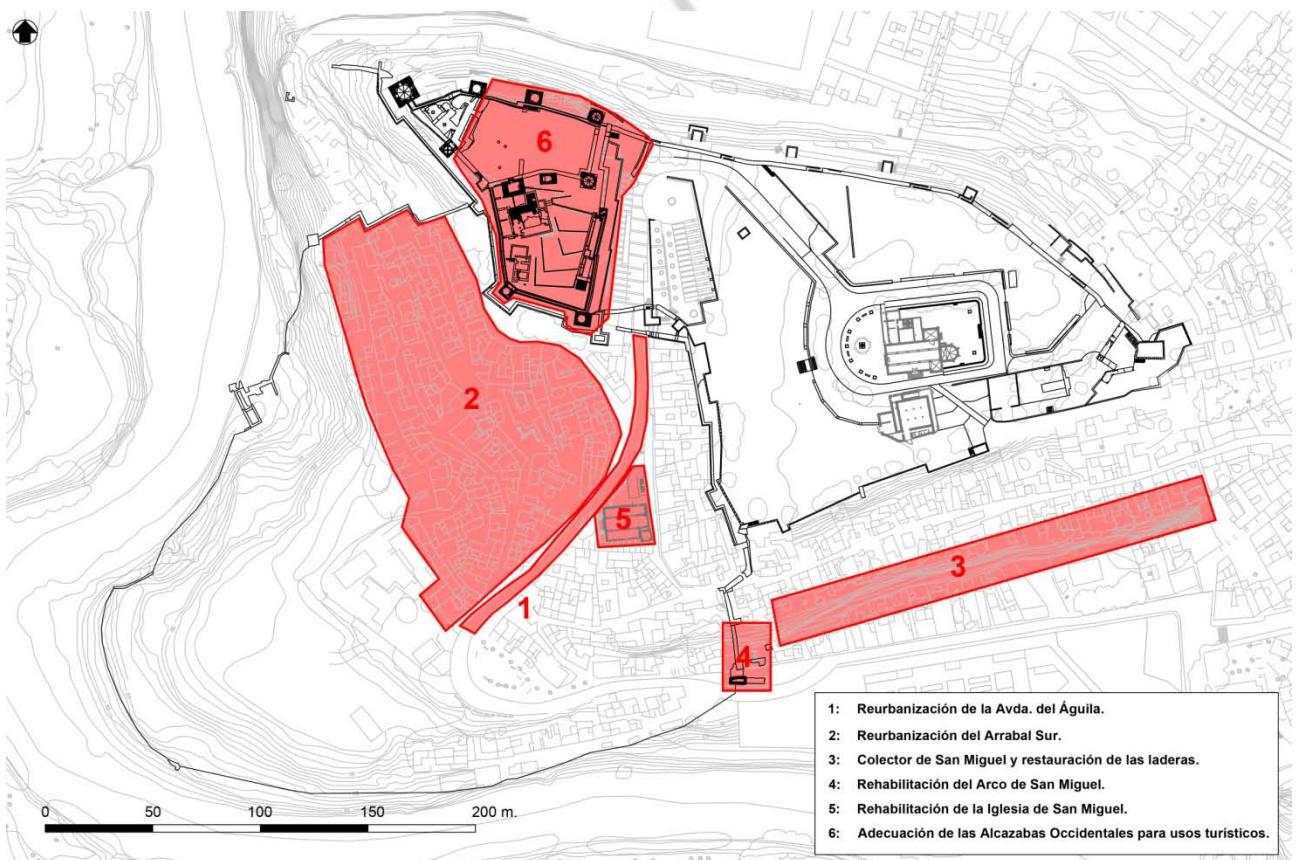 6
2
5
3
1
4
1: Reurbanización de la Avda. del Águila.
2: Reurbanización del Arrabal Sur.
3: Colector de San Miguel y restauración de las laderas.
4: Rehabilitación del Arco de San Miguel.
5: Rehabilitación de la Iglesia de San Miguel.
6: Adecuación de las Alcazabas Occidentales para usos turísticos.
0 50 100 150 200 m.